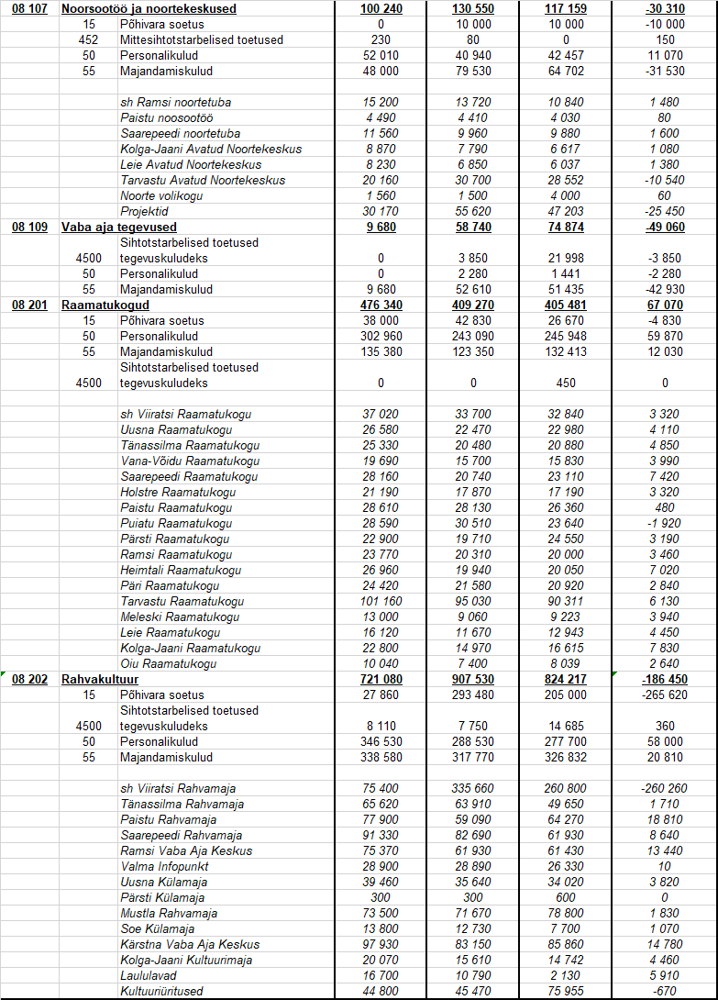 08 107 Noorsootöö ja noortekeskused 100 240 130 550 117 159 -30 310
15 Põhivara soetus 0 10 000 10 000 -10 000
452 Mittesihtotstarbelised toetused 230 80 0 150
50 Personalikulud 52 010 40 940 42 457 11 070
55 Majandamiskulud 48 000 79 530 64 702 -31 530
sh Ramsi noortetuba 15 200 13 720 10 840 1 480
Paistu noosootöö 4 490 4 410 4 030 80
Saarepeedi noortetuba 11 560 9 960 9 880 1 600
Kolga-Jaani Avatud Noortekeskus 8 870 7 790 6 617 1 080
Leie Avatud Noortekeskus 8 230 6 850 6 037 1 380
Tarvastu Avatud Noortekeskus 20 160 30 700 28 552 -10 540
Noorte volikogu 1 560 1 500 4 000 60
Projektid 30 170 55 620 47 203 -25 450
08 109 Vaba aja tegevused 9 680 58 740 74 874 -49 060
Sihtotstarbelised toetused
4500 tegevuskuludeks 0 3 850 21 998 -3 850
50 Personalikulud 0 2 280 1 441 -2 280
55 Majandamiskulud 9 680 52 610 51 435 -42 930
08 201 Raamatukogud 476 340 409 270 405 481 67 070
15 Põhivara soetus 38 000 42 830 26 670 -4 830
50 Personalikulud 302 960 243 090 245 948 59 870
55 Majandamiskulud 135 380 123 350 132 413 12 030
Sihtotstarbelised toetused
4500 tegevuskuludeks 0 0 450 0
sh Viiratsi Raamatukogu 37 020 33 700 32 840 3 320
Uusna Raamatukogu 26 580 22 470 22 980 4 110
Tänassilma Raamatukogu 25 330 20 480 20 880 4 850
Vana-Võidu Raamatukogu 19 690 15 700 15 830 3 990
Saarepeedi Raamatukogu 28 160 20 740 23 110 7 420
Holstre Raamatukogu 21 190 17 870 17 190 3 320
Paistu Raamatukogu 28 610 28 130 26 360 480
Puiatu Raamatukogu 28 590 30 510 23 640 -1 920
Pärsti Raamatukogu 22 900 19 710 24 550 3 190
Ramsi Raamatukogu 23 770 20 310 20 000 3 460
Heimtali Raamatukogu 26 960 19 940 20 050 7 020
Päri Raamatukogu 24 420 21 580 20 920 2 840
Tarvastu Raamatukogu 101 160 95 030 90 311 6 130
Meleski Raamatukogu 13 000 9 060 9 223 3 940
Leie Raamatukogu 16 120 11 670 12 943 4 450
Kolga-Jaani Raamatukogu 22 800 14 970 16 615 7 830
Oiu Raamatukogu 10 040 7 400 8 039 2 640
08 202 Rahvakultuur 721 080 907 530 824 217 -186 450
15 Põhivara soetus 27 860 293 480 205 000 -265 620
Sihtotstarbelised toetused
4500 tegevuskuludeks 8 110 7 750 14 685 360
50 Personalikulud 346 530 288 530 277 700 58 000
55 Majandamiskulud 338 580 317 770 326 832 20 810
sh Viiratsi Rahvamaja 75 400 335 660 260 800 -260 260
Tänassilma Rahvamaja 65 620 63 910 49 650 1 710
Paistu Rahvamaja 77 900 59 090 64 270 18 810
Saarepeedi Rahvamaja 91 330 82 690 61 930 8 640
Ramsi Vaba Aja Keskus 75 370 61 930 61 430 13 440
Valma Infopunkt 28 900 28 890 26 330 10
Uusna Külamaja 39 460 35 640 34 020 3 820
Pärsti Külamaja 300 300 600 0
Mustla Rahvamaja 73 500 71 670 78 800 1 830
Soe Külamaja 13 800 12 730 7 700 1 070
Kärstna Vaba Aja Keskus 97 930 83 150 85 860 14 780
Kolga-Jaani Kultuurimaja 20 070 15 610 14 742 4 460
Laululavad 16 700 10 790 2 130 5 910
Kultuuriüritused 44 800 45 470 75 955 -670